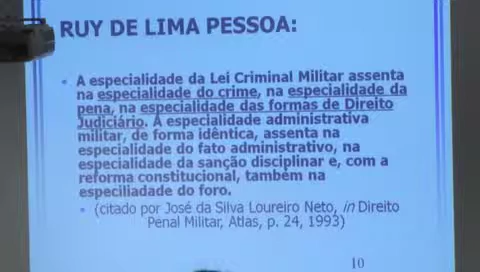 RUY DE LIMA PESSOA:
• A especialidade da Lei Criminal Militar assenta
na especialidade do crime, na especialidade da
pena, na especialidade das formas de Direito
Judiciário. A especialidade administrativa
militar, de forma idêntica, assenta na
especialidade do fato administrativo, na
especialidade da sanção disciplinar e, com a
reforma constitucional, também na
especiliadade do foro.
• (citado por José da Silva Loureiro Neto, in Direito
Penal Militar, Atlas, p. 24, 1993)
10